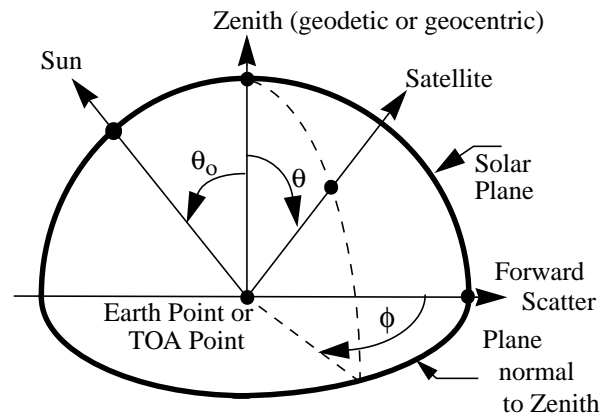 Zenith (geodetic or geocentric)
Sun
Satellite
θo
θ
Solar
Plane
Forward
Scatter
Earth Point or
TOA Point
ϕ
Plane
normal
to Zenith